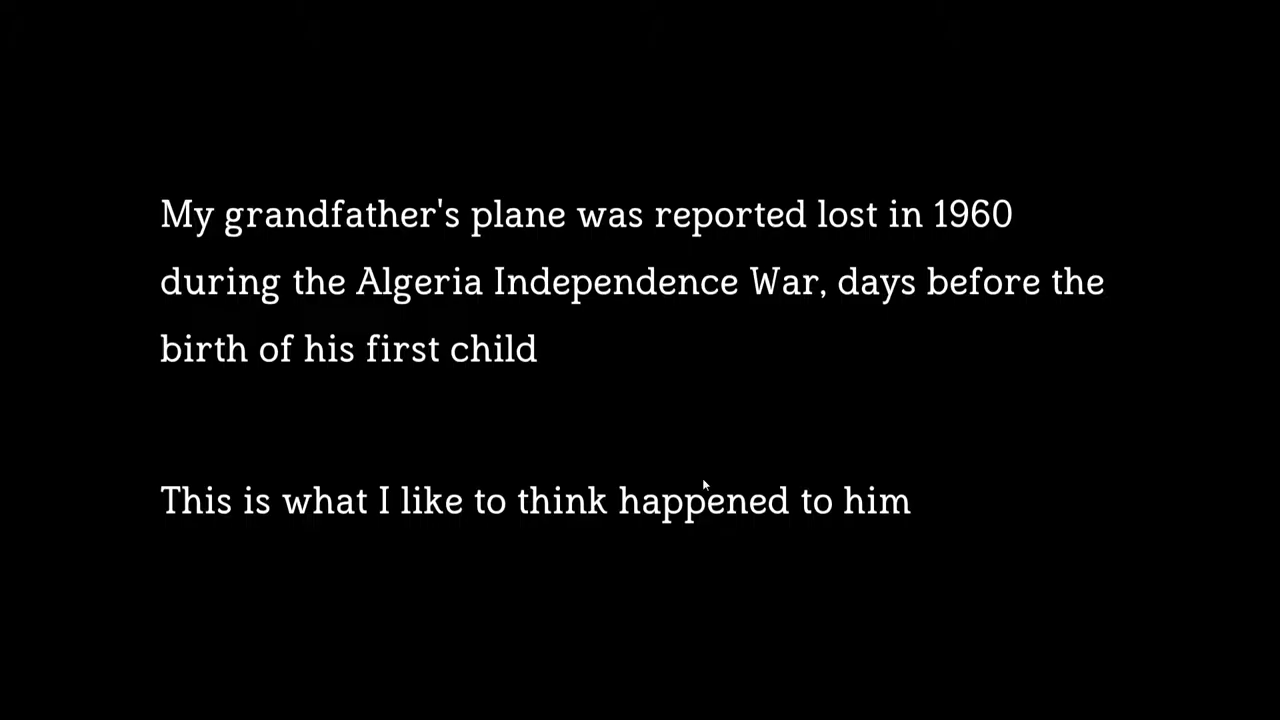 My grandfather's plane was reported lost in 1960
during the Algeria Independence War, days before the
birth of his first child
This is what I like to think happened to him